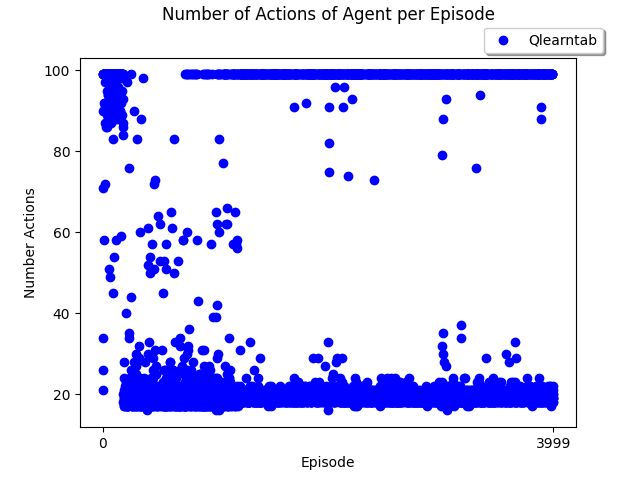 Number of Actions of Agent per Episode
Qlearntab
100
80
60
40
20
Number Actions
0
3999
Episode